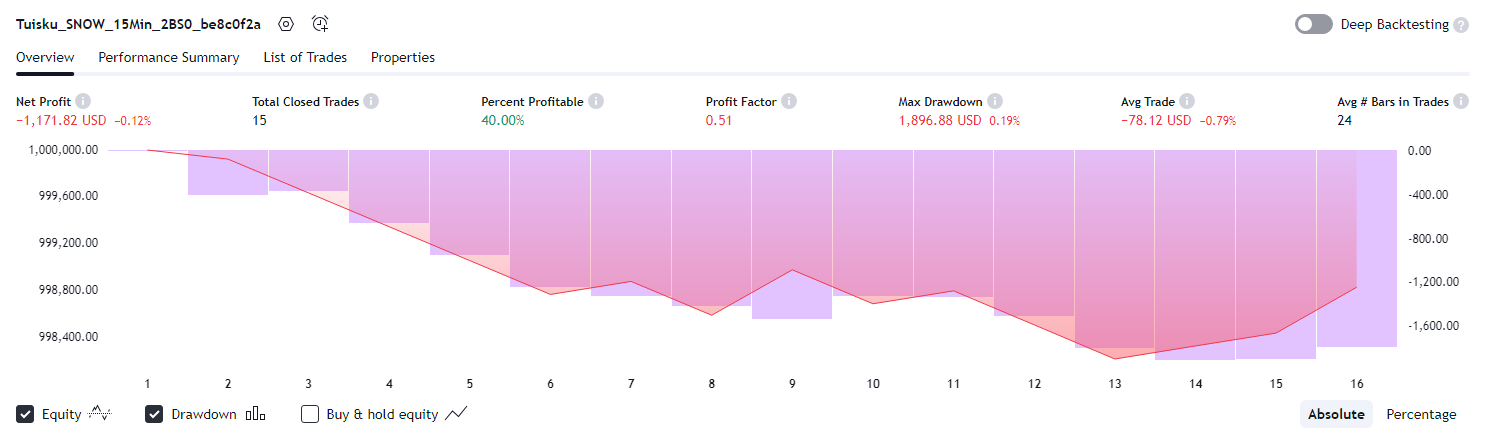 Tuisku_SNOW_15Min_2BS0_be8c0f2a Deep Backtesting ?
Overview Performance Summary List of Trades Properties
Net Profit i Total Closed Trades i Percent Profitable i Profit Factor i Max Drawdown i Avg Trade i Avg # Bars in Trades i
−1,171.82 USD −0.12% 15 40.00% 0.51 1,896.88 USD 0.19% −78.12 USD −0.79% 24
1,000,000.00 0.00
999,600.00 -400.00
999,200.00 -800.00
998,800.00 -1,200.00
998,400.00 -1,600.00
1 2 3 4 5 6 7 8 9 10 11 12 13 14 15 16
Equity Drawdown Buy & hold equity Absolute Percentage